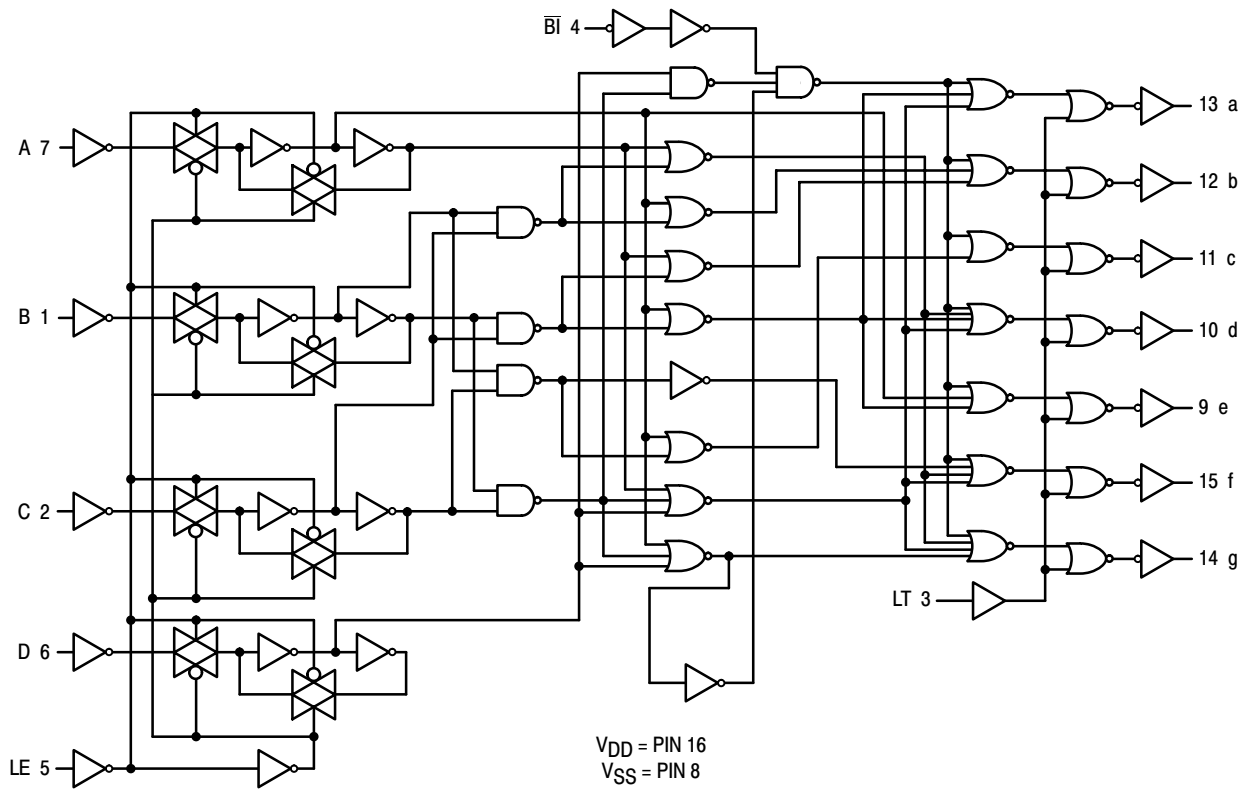 BI 4
13 a
A 7
12 b
11 c
B 1
10 d
9 e
15 f
C 2
14 g
LT 3
D 6
VDD = PIN 16
LE 5
VSS = PIN 8